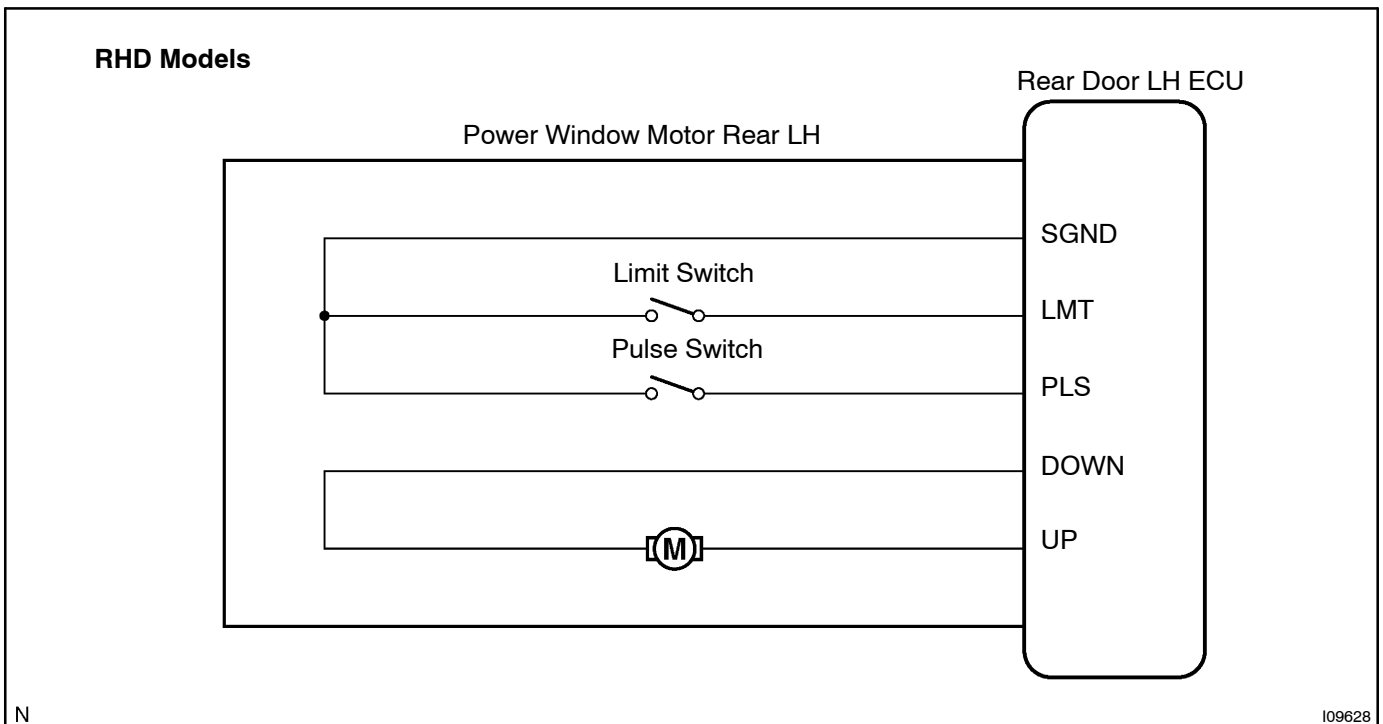 RHD Models
Rear Door LH ECU
Power Window Motor Rear LH
SGND
Limit Switch
LMT
Pulse Switch
PLS
DOWN
UP
M
N
I09628